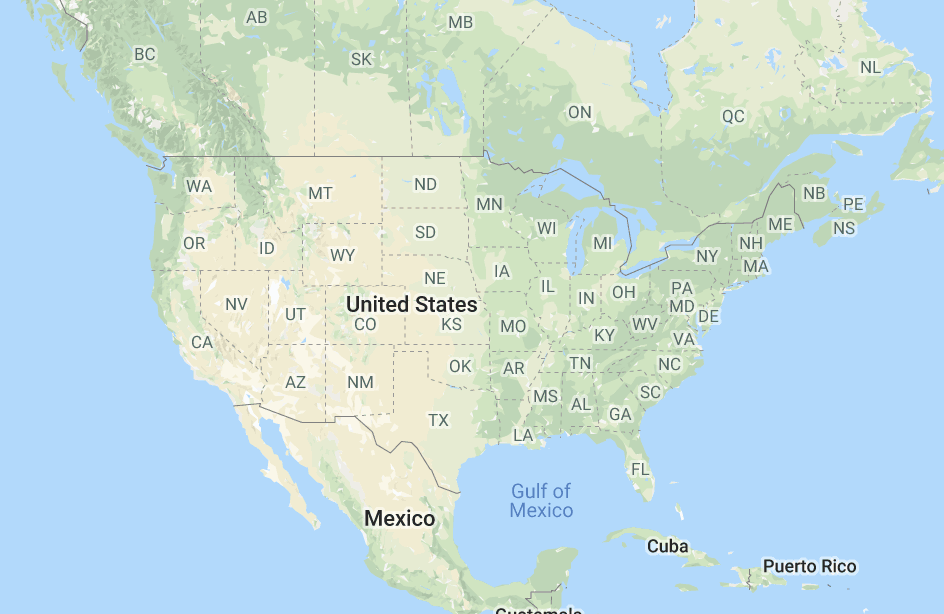 AB
MB
BC
SK
NL
ON
QC
WA
MT
ND
MN
NB
PE
ME
NS
OR
ID
SD
WI
MI
NH
NY
MA
WY
NE
IA
IL
IN
OH
PA
NV
United States
MD
UT
CO
KS
MO
KY
WV
DE
CA
VA
OK
AR
TN
NC
AZ
NM
MS
AL
SC
GA
TX
LA
FL
Gulf of
Mexico
Mexico
Cuba
Puerto Rico
Guatemala